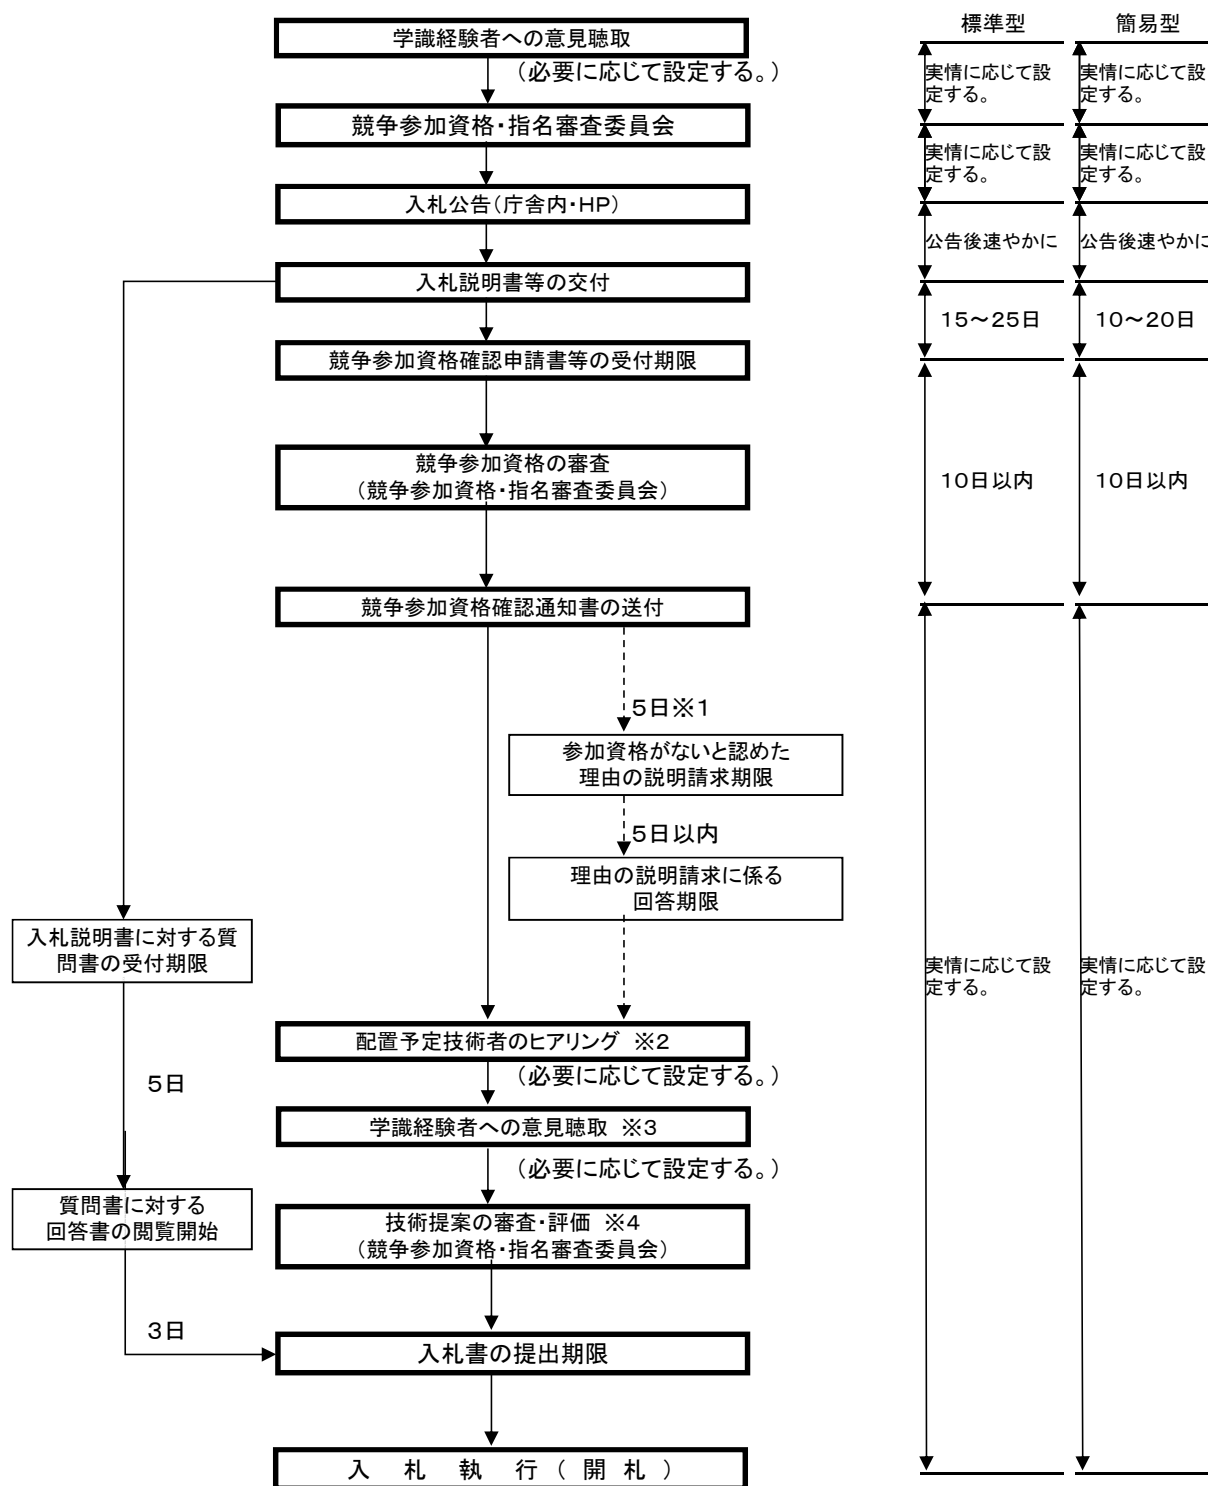 標準型
簡易型
学識経験者への意見聴取
(必要に応じて設定する。)
実情に応じて設
定する。
実情に応じて設
定する。
競争参加資格・指名審査委員会
実情に応じて設
定する。
実情に応じて設
定する。
入札公告(庁舎内・HP)
公告後速やかに
公告後速やかに
入札説明書等の交付
15~25日
10~20日
競争参加資格確認申請書等の受付期限
競争参加資格の審査
(競争参加資格・指名審査委員会)
10日以内
10日以内
競争参加資格確認通知書の送付
5日※1
参加資格がないと認めた
理由の説明請求期限
5日以内
理由の説明請求に係る
回答期限
入札説明書に対する質
問書の受付期限
実情に応じて設
定する。
実情に応じて設
定する。
配置予定技術者のヒアリング ※2
(必要に応じて設定する。)
5日
学識経験者への意見聴取 ※3
(必要に応じて設定する。)
質問書に対する
回答書の閲覧開始
技術提案の審査・評価 ※4
(競争参加資格・指名審査委員会)
3日
入札書の提出期限
入 札 執 行 ( 開 札 )